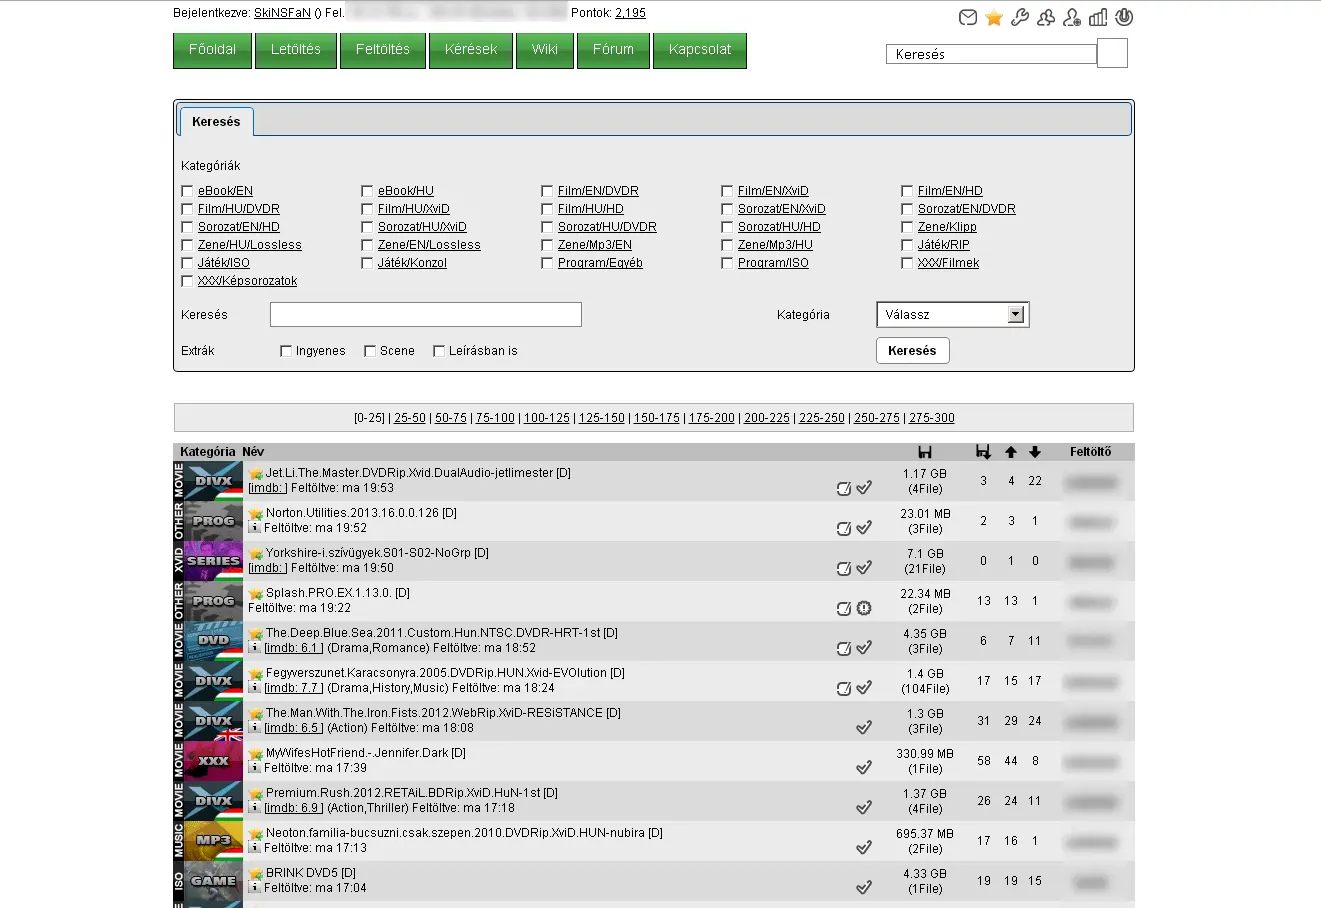 Bejelentkezve: SkiNSFaN () Fel. Pontok: 2,195
Főoldal Letöltés Feltöltés Kérések Wiki Fórum Kapcsolat
Keresés
Keresés
Kategóriák
eBook/EN eBook/HU Film/EN/DVDR Film/EN/XviD Film/EN/HD
Film/HU/DVDR Film/HU/XviD Film/HU/HD Sorozat/EN/XviD Sorozat/EN/DVDR
Sorozat/EN/HD Sorozat/HU/XviD Sorozat/HU/DVDR Sorozat/HU/HD Zene/Klipp
Zene/HU/Lossless Zene/EN/Lossless Zene/Mp3/EN Zene/Mp3/HU Játék/RIP
Játék/ISO Játék/Konzol Program/Egyéb Program/ISO XXX/Filmek
XXX/Képsorozatok
Keresés Kategória Válassz
Extrák Ingyenes Scene Leírásban is Keresés
[0-25] | 25-50 | 50-75 | 75-100 | 100-125 | 125-150 | 150-175 | 175-200 | 200-225 | 225-250 | 250-275 | 275-300
Kategória Név Feltöltő
MOVIE DIVX Jet.Li.The.Master.DVDRip.Xvid.DualAudio-jetlimester [D] 1.17 GB 3 4 22
[imdb: ] Feltöltve: ma 19:53 (4File)
OTHER PROG Norton.Utilities.2013.16.0.0.126 [D] 23.01 MB 2 3 1
Feltöltve: ma 19:52 (3File)
XVID SERIES Yorkshire-i.szívügyek.S01-S02-NoGrp [D] 7.1 GB 0 1 0
[imdb: ] Feltöltve: ma 19:50 (21File)
OTHER PROG Splash.PRO.EX.1.13.0. [D] 22.34 MB 13 13 1
Feltöltve: ma 19:22 (2File)
MOVIE DVD The.Deep.Blue.Sea.2011.Custom.Hun.NTSC.DVDR-HRT-1st [D] 4.35 GB 6 7 11
[imdb: 6.1 ] (Drama,Romance) Feltöltve: ma 18:52 (3File)
MOVIE DIVX Fegyverszunet.Karacsonyra.2005.DVDRip.HUN.Xvid-EVOlution [D] 1.4 GB 17 15 17
[imdb: 7.7 ] (Drama,History,Music) Feltöltve: ma 18:24 (104File)
MOVIE DIVX The.Man.With.The.Iron.Fists.2012.WebRip.XviD-RESiSTANCE [D] 1.3 GB 31 29 24
[imdb: 6.5 ] (Action) Feltöltve: ma 18:08 (3File)
MOVIE XXX MyWifesHotFriend.-.Jennifer.Dark [D] 330.99 MB 58 44 8
Feltöltve: ma 17:39 (1File)
MOVIE DIVX Premium.Rush.2012.RETAiL.BDRip.XviD.HuN-1st [D] 1.37 GB 26 24 11
[imdb: 6.9 ] (Action,Thriller) Feltöltve: ma 17:18 (4File)
MUSIC MP3 Neoton.familia-bucsuzni.csak.szepen.2010.DVDRip.XviD.HUN-nubira [D] 695.37 MB 17 16 1
Feltöltve: ma 17:13 (2File)
ISO GAME BRINK DVD5 [D] 4.33 GB 19 19 15
Feltöltve: ma 17:04 (1File)